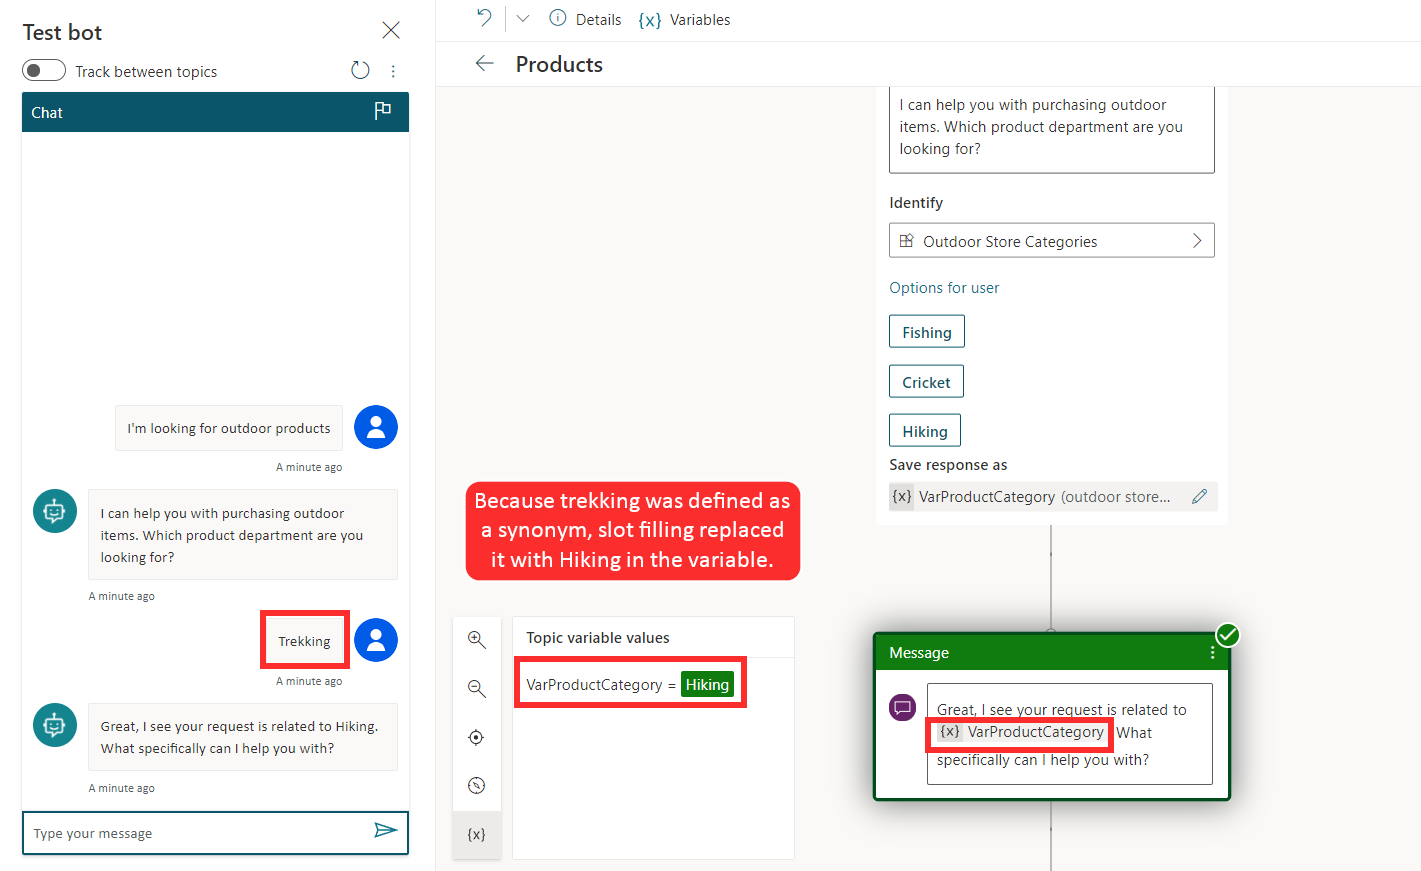 Test bot
Track between topics
Chat
I'm looking for outdoor products
A minute ago
I can help you with purchasing outdoor
items. Which product department are you
looking for?
A minute ago
Trekking
A minute ago
Great, I see your request is related to Hiking.
What specifically can I help you with?
A minute ago
Type your message
Details
{x} Variables
Products
I can help you with purchasing outdoor
items. Which product department are you
looking for?
Identify
Outdoor Store Categories
Options for user
Fishing
Cricket
Hiking
Save response as
{x} VarProductCategory (outdoor store...
Because trekking was defined as
a synonym, slot filling replaced
it with Hiking in the variable.
Topic variable values
VarProductCategory = Hiking
{x}
Message
Great, I see your request is related to
{x} VarProductCategory What
specifically can I help you with?